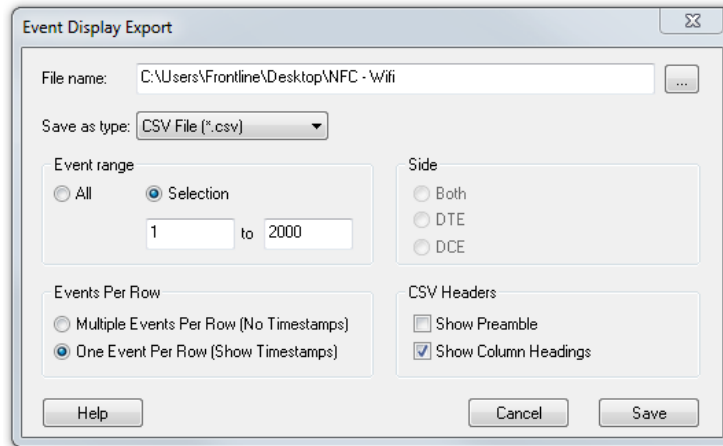 Event Display Export
File name: C:\Users\Frontline\Desktop\NFC - Wifi ...
Save as type: CSV File (*.csv)
Event range
All Selection
1 to 2000
Side
Both
DTE
DCE
Events Per Row
Multiple Events Per Row (No Timestamps)
One Event Per Row (Show Timestamps)
CSV Headers
Show Preamble
Show Column Headings
Help Cancel Save